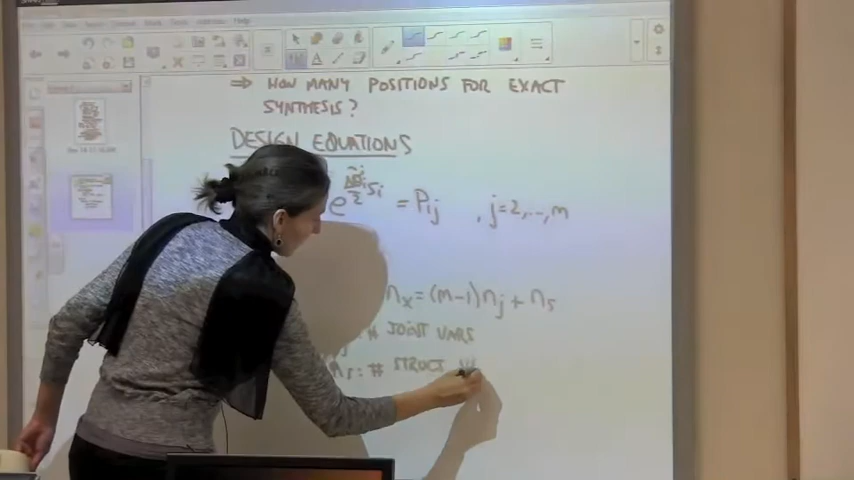 ⇒ HOW MANY POSITIONS FOR EXACT
SYNTHESIS?
DESIGN EQUATIONS
= Pij , j=2,...,m
nx = (m-1)nj + ns
# JOINT VARS
ns: # STRUCT